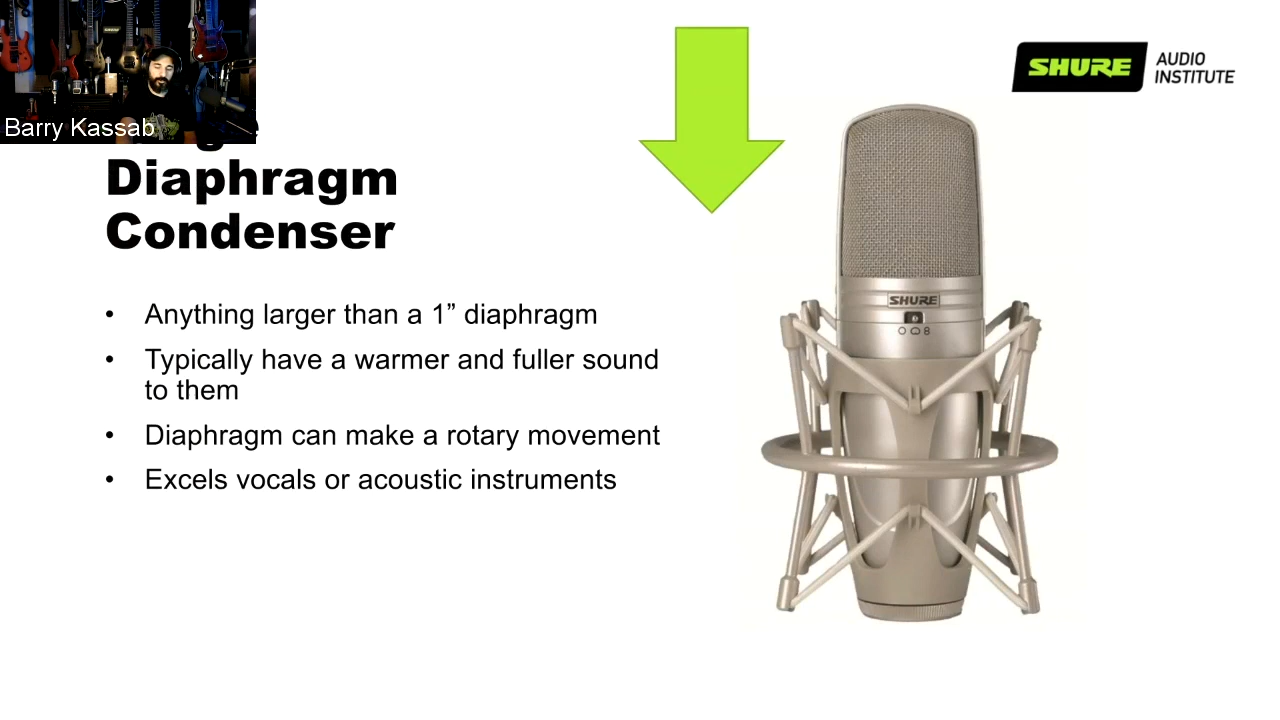 Barry Kassab
Diaphragm
Condenser
• Anything larger than a 1” diaphragm
• Typically have a warmer and fuller sound
to them
• Diaphragm can make a rotary movement
• Excels vocals or acoustic instruments
SHURE
AUDIO
INSTITUTE
SHURE